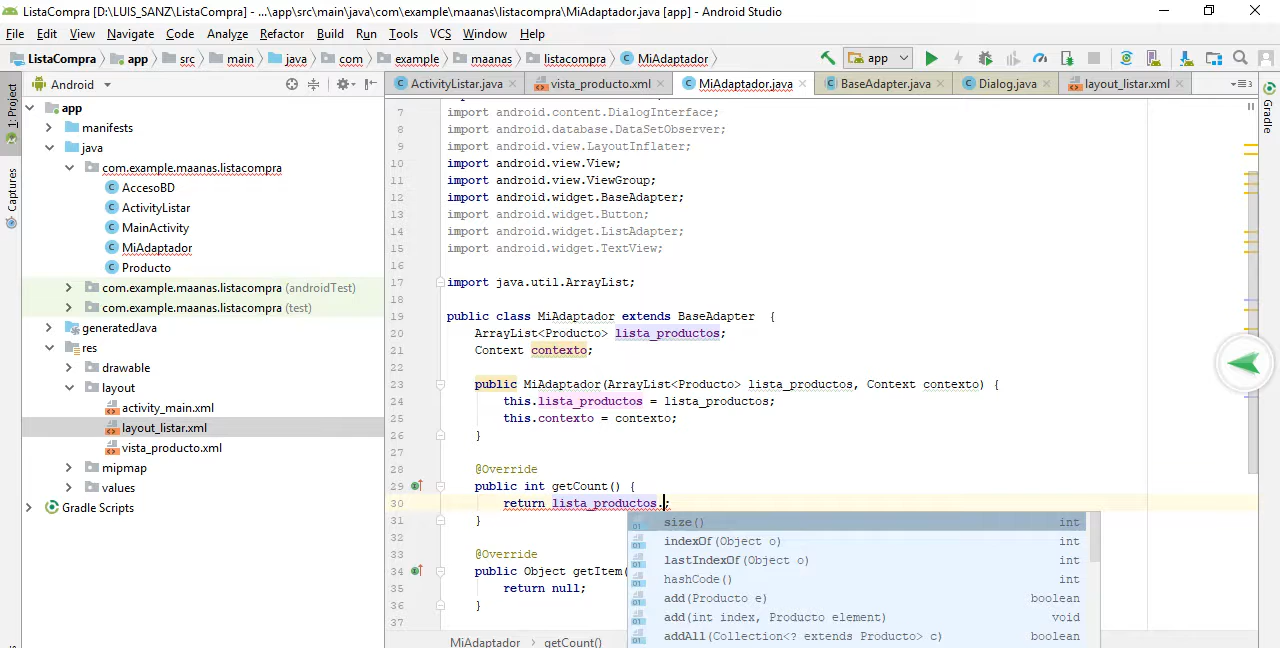 ListaCompra [D:\LUIS_SANZ\ListaCompra] - ...\app\src\main\java\com\example\maanas\listacompra\MiAdaptador.java [app] - Android Studio
File Edit View Navigate Code Analyze Refactor Build Run Tools VCS Window Help
ListaCompra app src main java com example maanas listacompra MiAdaptador app
Android
ActivityListar.java vista_producto.xml MiAdaptador.java BaseAdapter.java Dialog.java layout_listar.xml
1: Project
Captures
Gradle
app
manifests
java
com.example.maanas.listacompra
AccesoBD
ActivityListar
MainActivity
MiAdaptador
Producto
com.example.maanas.listacompra (androidTest)
com.example.maanas.listacompra (test)
generatedJava
res
drawable
layout
activity_main.xml
layout_listar.xml
vista_producto.xml
mipmap
values
Gradle Scripts
7 import android.content.DialogInterface;
8 import android.database.DataSetObserver;
9 import android.view.LayoutInflater;
10 import android.view.View;
11 import android.view.ViewGroup;
12 import android.widget.BaseAdapter;
13 import android.widget.Button;
14 import android.widget.ListAdapter;
15 import android.widget.TextView;
16
17 import java.util.ArrayList;
18
19 public class MiAdaptador extends BaseAdapter {
20 ArrayList<Producto> lista_productos;
21 Context contexto;
22
23 public MiAdaptador(ArrayList<Producto> lista_productos, Context contexto) {
24 this.lista_productos = lista_productos;
25 this.contexto = contexto;
26 }
27
28 @Override
29 public int getCount() {
30 return lista_productos.;
31 }
32
33 @Override
34 public Object getItem(
35 return null;
36 }
37
size() int
indexOf(Object o) int
lastIndexOf(Object o) int
hashCode() int
add(Producto e) boolean
add(int index, Producto element) void
addAll(Collection<? extends Producto> c) boolean
MiAdaptador > getCount()